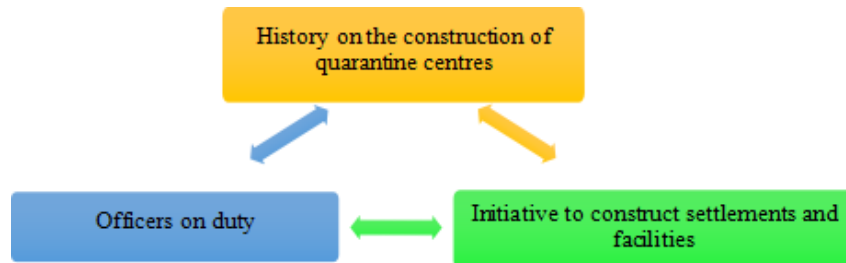 History on the construction of
quarantine centres
Officers on duty
Initiative to construct settlements and
facilities